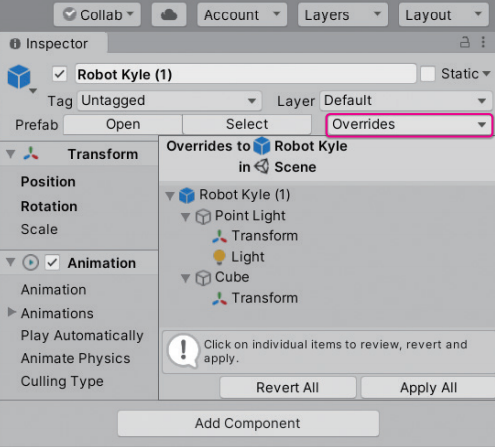 Collab Account Layers Layout
Inspector
Robot Kyle (1) Static
Tag Untagged Layer Default
Prefab Open Select Overrides
Transform
Position
Rotation
Scale
Animation
Animation
Animations
Play Automatically
Animate Physics
Culling Type
Overrides to Robot Kyle
in Scene
Robot Kyle (1)
Point Light
Transform
Light
Cube
Transform
! Click on individual items to review, revert and
apply.
Revert All Apply All
Add Component